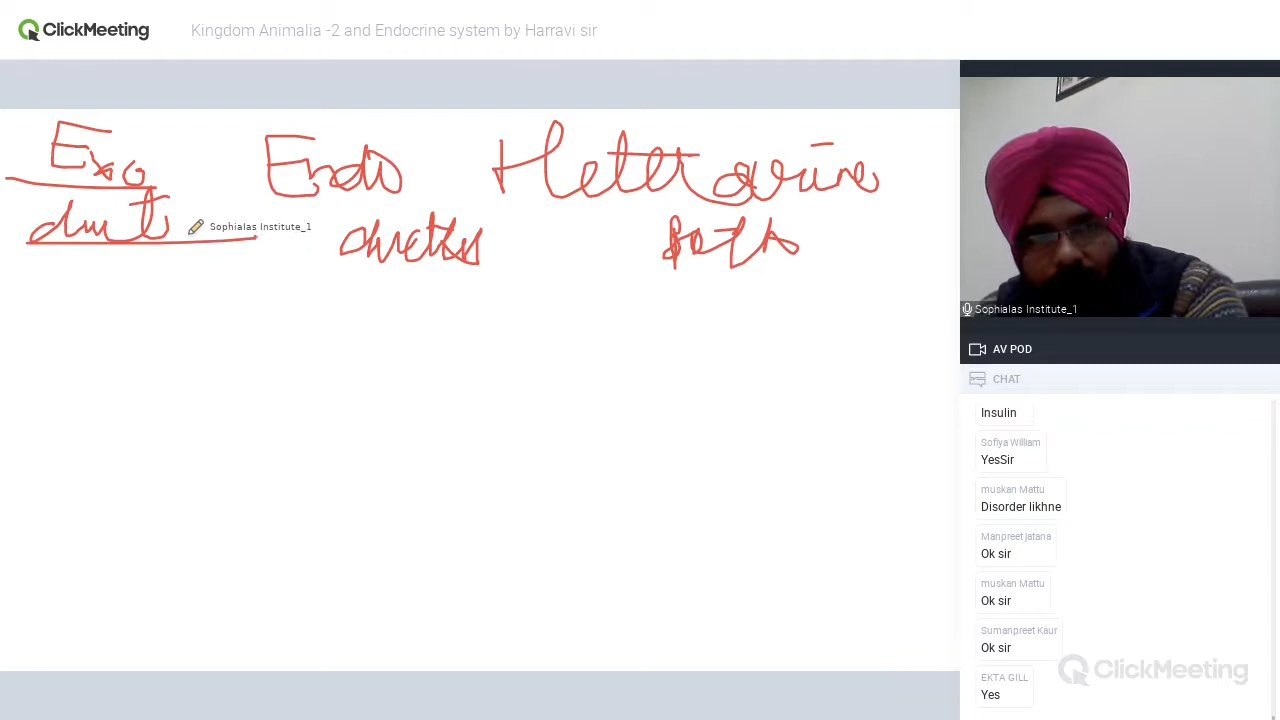 ClickMeeting
Kingdom Animalia -2 and Endocrine system by Harravi sir
Exo Endo Heterocrine
duct
Sophialas Institute_1
both
Sophialas Institute_1
AV POD
CHAT
Insulin
Sofiya William
YesSir
muskan Mattu
Disorder likhne
Manpreet jatana
Ok sir
muskan Mattu
Ok sir
Sumanpreet Kaur
Ok sir
EKTA GILL
Yes
ClickMeeting